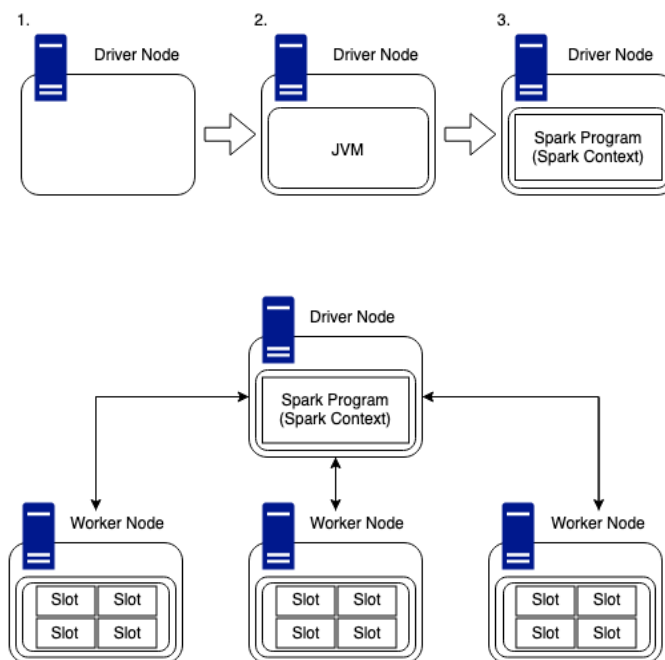 1.
2.
3.
Driver Node
Driver Node
Driver Node
JVM
Spark Program
(Spark Context)
Driver Node
Spark Program
(Spark Context)
Worker Node
Worker Node
Worker Node
Slot Slot Slot Slot Slot Slot
Slot Slot Slot Slot Slot Slot